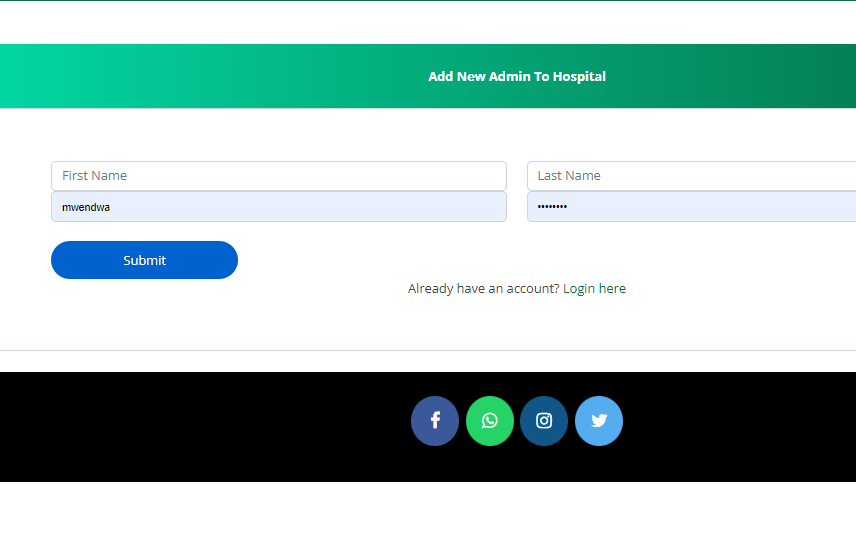 Add New Admin To Hospital
First Name
Last Name
mwendwa
••••••••
Submit
Already have an account? Login here